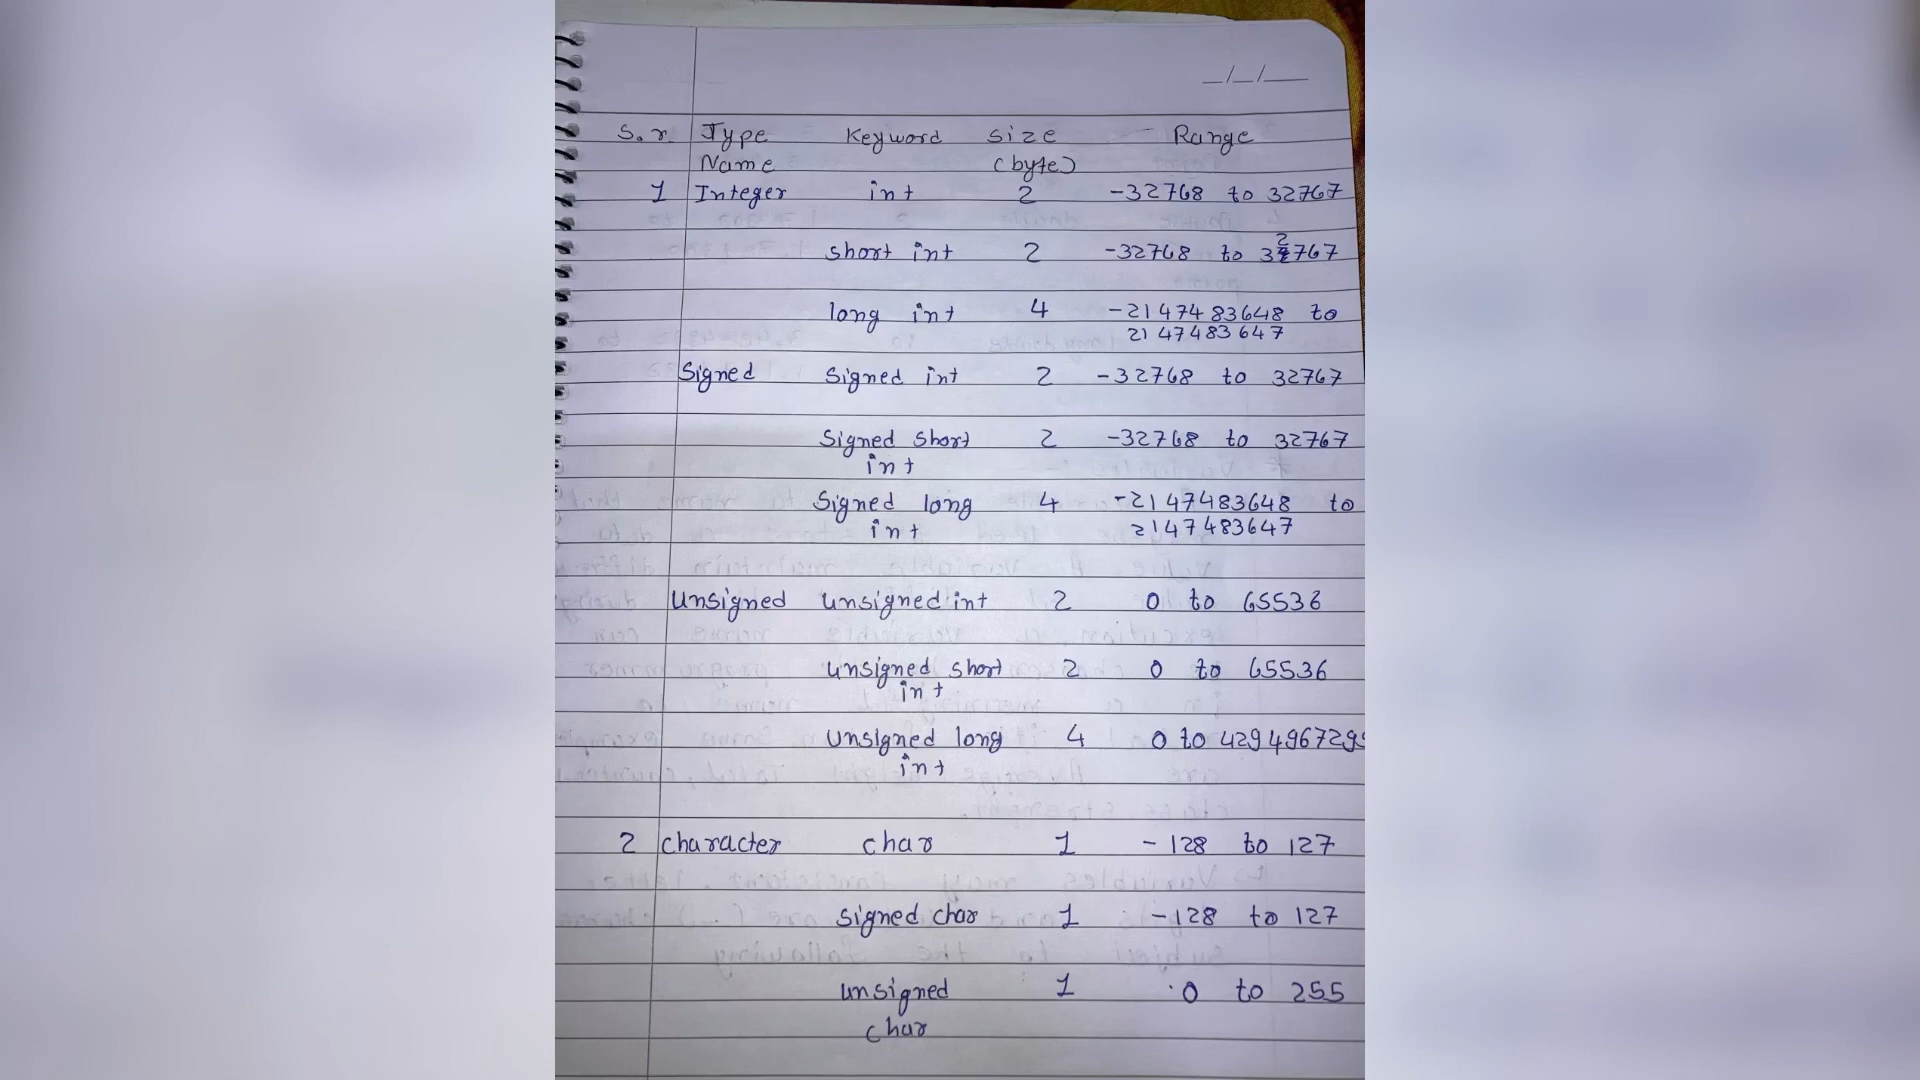 _/_/__
S.r. Type Keyword Size Range
Name (byte)
1 Integer int 2 -32768 to 32767
short int 2 -32768 to 32767
long int 4 -2147483648 to
2147483647
Signed Signed int 2 -32768 to 32767
Signed Short 2 -32768 to 32767
int
Signed long 4 -2147483648 to
int 2147483647
Unsigned unsigned int 2 0 to 65536
unsigned short 2 0 to 65536
int
Unsigned long 4 0 to 429496729
int
2 character char 1 -128 to 127
signed char 1 -128 to 127
unsigned 1 0 to 255
char